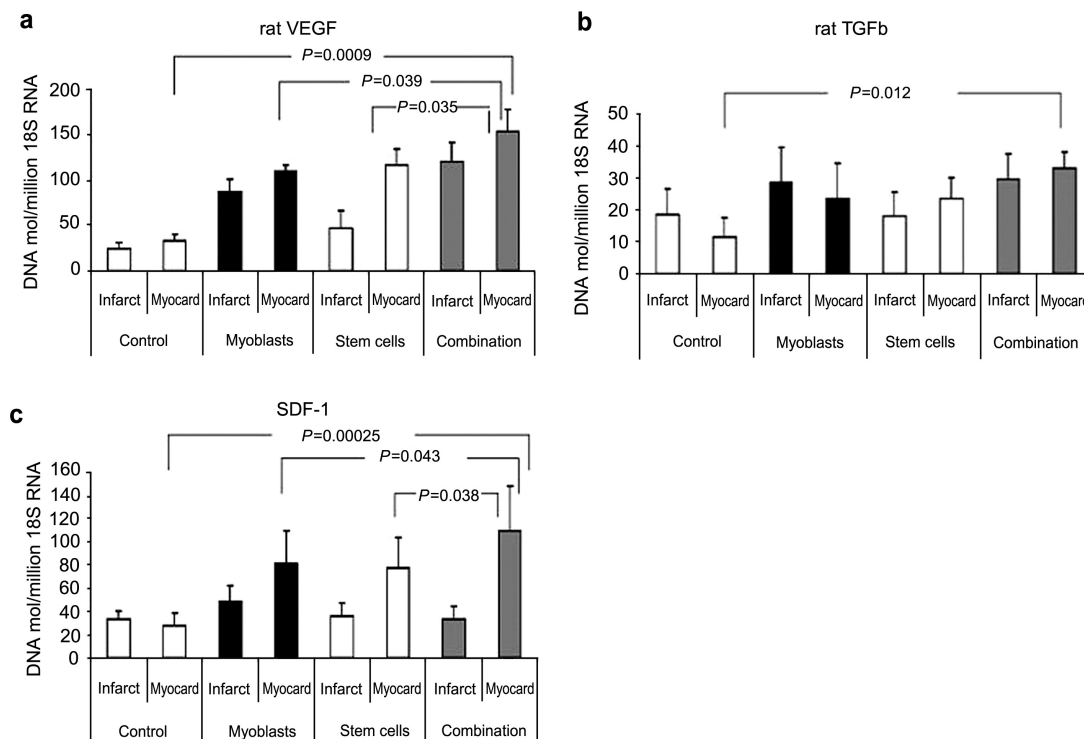 a
rat VEGF
P=0.0009
P=0.039
P=0.035
DNA mol/million 18S RNA
200
150
100
50
0
Infarct Myocard Infarct Myocard Infarct Myocard Infarct Myocard
Control Myoblasts Stem cells Combination
b
rat TGFb
P=0.012
DNA mol/million 18S RNA
50
40
30
20
10
0
Infarct Myocard Infarct Myocard Infarct Myocard Infarct Myocard
Control Myoblasts Stem cells Combination
c
SDF-1
P=0.00025
P=0.043
P=0.038
DNA mol/million 18S RNA
160
140
120
80
60
40
20
0
Infarct Myocard Infarct Myocard Infarct Myocard Infarct Myocard
Control Myoblasts Stem cells Combination